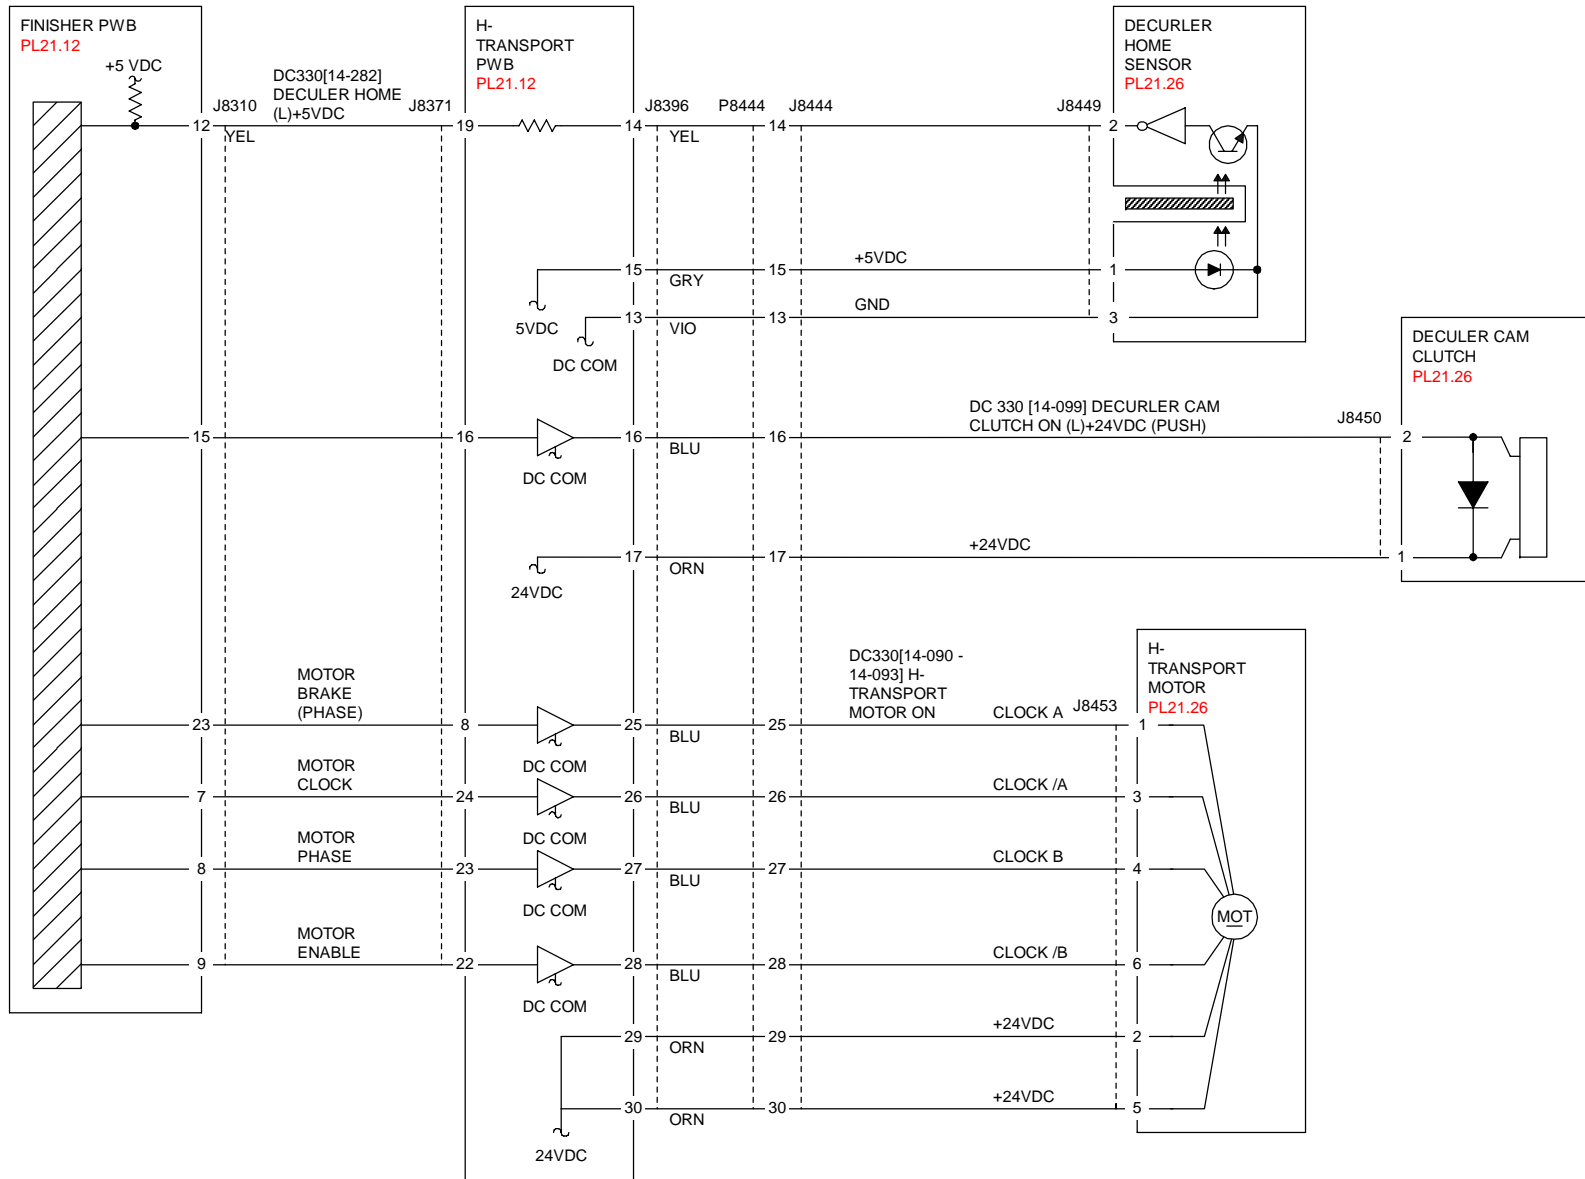 FINISHER PWB
PL21.12
+5 VDC
J8310
12
YEL
DC330[14-282]
DECULER HOME
(L)+5VDC
J8371
19
H-
TRANSPORT
PWB
PL21.12
J8396
14
YEL
P8444
J8444
14
J8449
2
DECURLER
HOME
SENSOR
PL21.26
5VDC
15
GRY
15
+5VDC
1
DC COM
13
VIO
13
GND
3
DECULER CAM
CLUTCH
PL21.26
15
16
DC COM
16
BLU
16
DC 330 [14-099] DECURLER CAM
CLUTCH ON (L)+24VDC (PUSH)
J8450
2
24VDC
17
ORN
17
+24VDC
1
DC330[14-090 -
14-093] H-
TRANSPORT
MOTOR ON
H-
TRANSPORT
MOTOR
PL21.26
J8453
MOTOR
BRAKE
(PHASE)
23
8
DC COM
25
BLU
25
CLOCK A
1
MOTOR
CLOCK
7
24
DC COM
26
BLU
26
CLOCK /A
3
MOTOR
PHASE
8
23
DC COM
27
BLU
27
CLOCK B
4
MOT
MOTOR
ENABLE
9
22
DC COM
28
BLU
28
CLOCK /B
6
29
ORN
29
+24VDC
2
30
ORN
30
+24VDC
5
24VDC